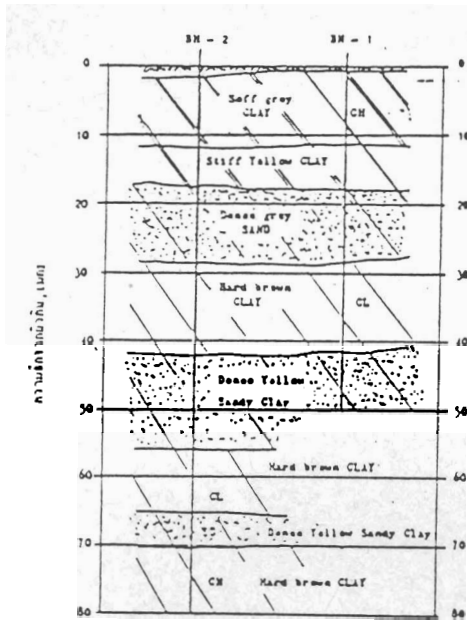 BH - 2 BH - 1
0 0
Soff grey
CLAY CH
10 10
Stiff Yellow CLAY
20 20
Dense grey
SAND
30 30
Hard brown
CLAY CL
40 40
Dense Yellow
Sandy Clay
50 50
Hard brown CLAY
60 60
CL
Dense Yellow Sandy Clay
70 70
CH Hard brown CLAY
80 80